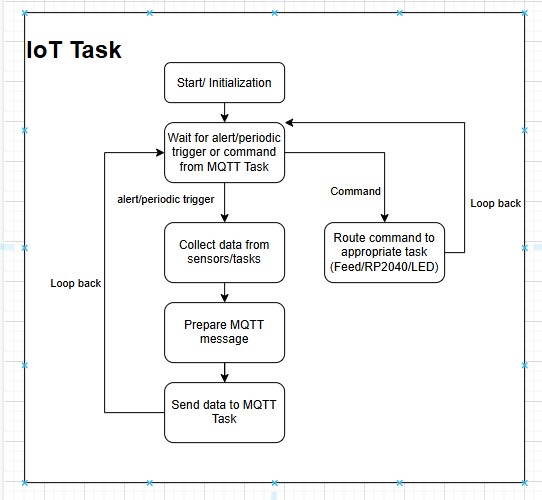 IoT Task
Start/ Initialization
Wait for alert/periodic
trigger or command
from MQTT Task
alert/periodic trigger
Command
Loop back
Collect data from
sensors/tasks
Route command to
appropriate task
(Feed/RP2040/LED)
Loop back
Prepare MQTT
message
Send data to MQTT
Task